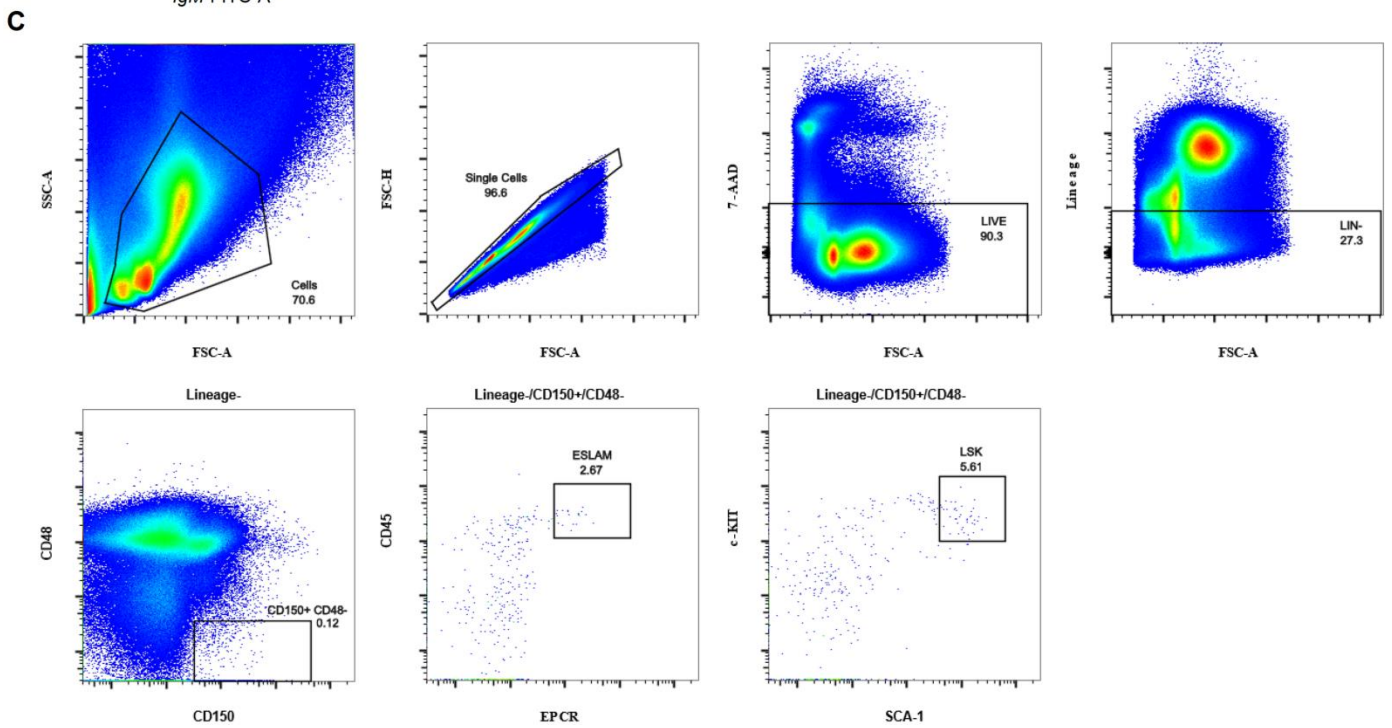 IgM FITC-A
C
SSC-A
Cells
70.6
FSC-A
FSC-H
Single Cells
96.6
FSC-A
7-AAD
LIVE
90.3
FSC-A
Lineage
LIN-
27.3
FSC-A
Lineage-
CD48
CD150+ CD48-
0.12
CD150
Lineage-/CD150+/CD48-
CD45
ESLAM
2.67
EPCR
Lineage-/CD150+/CD48-
c-KIT
LSK
5.61
SCA-1